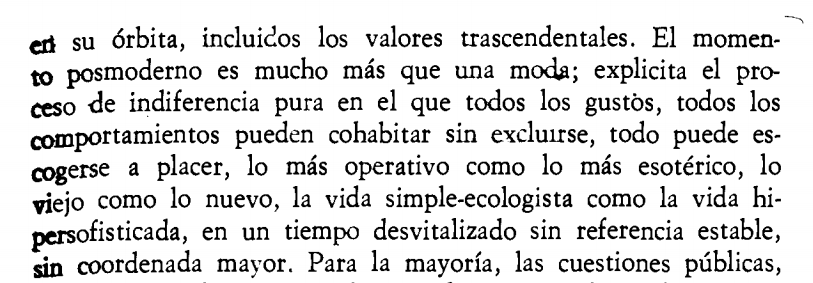 en su órbita, incluidos los valores trascendentales. El momen-
to posmoderno es mucho más que una moda; explicita el pro-
ceso de indiferencia pura en el que todos los gustos, todos los
comportamientos pueden cohabitar sin excluirse, todo puede es-
cogerse a placer, lo más operativo como lo más esotérico, lo
viejo como lo nuevo, la vida simple-ecologista como la vida hi-
persofisticada, en un tiempo desvitalizado sin referencia estable,
sin coordenada mayor. Para la mayoría, las cuestiones públicas,